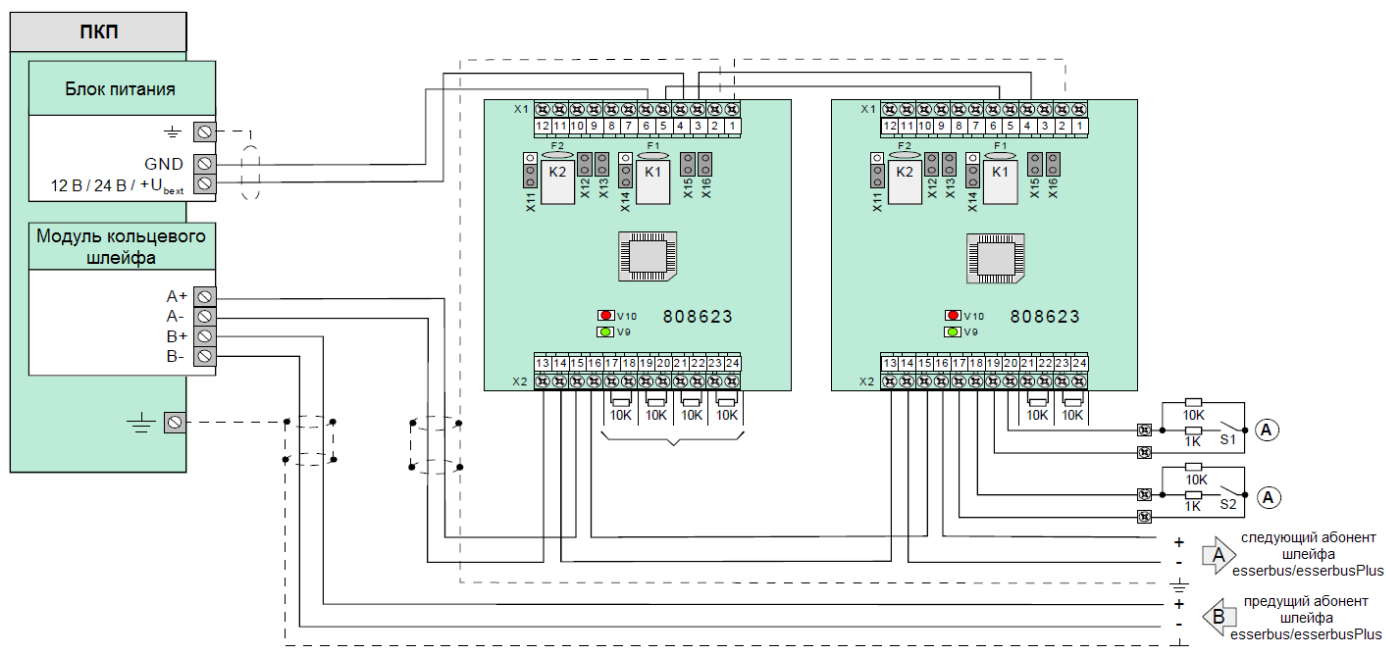 ПКП
Блок питания
GND
12 В / 24 В / +Ubext
Модуль кольцевого
шлейфа
A+
A-
B+
B-
X1
12 11 10 9 8 7 6 5 4 3 2 1
F2 F1
K2 K1
X11 X12 X13 X14 X15 X16
V10
V9
808623
13 14 15 16 17 18 19 20 21 22 23 24
X2
10K 10K 10K 10K
X1
12 11 10 9 8 7 6 5 4 3 2 1
F2 F1
K2 K1
X11 X12 X13 X14 X15 X16
V10
V9
808623
13 14 15 16 17 18 19 20 21 22 23 24
X2
10K 10K
10K
1K S1
A
10K
1K S2
A
+
-
A
следующий абонент
шлейфа
esserbus/esserbusPlus
+
-
B
предущий абонент
шлейфа
esserbus/esserbusPlus